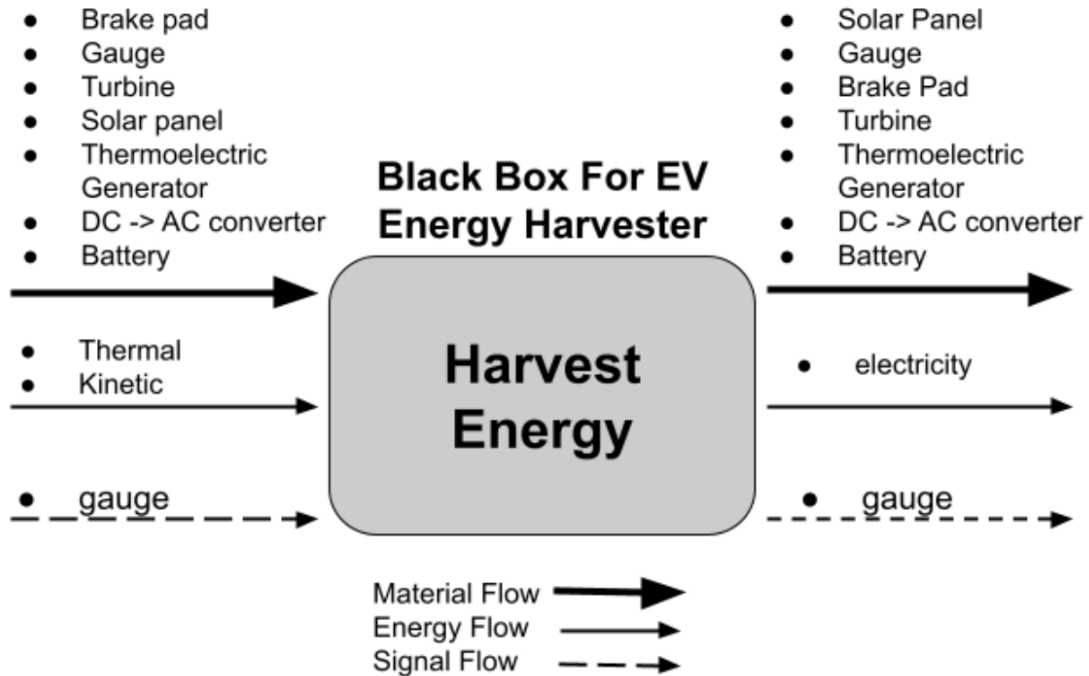 ● Brake pad
● Gauge
● Turbine
● Solar panel
● Thermoelectric
Generator
● DC -> AC converter
● Battery
● Thermal
● Kinetic
● gauge
Black Box For EV
Energy Harvester
Harvest
Energy
● Solar Panel
● Gauge
● Brake Pad
● Turbine
● Thermoelectric
Generator
● DC -> AC converter
● Battery
● electricity
● gauge
Material Flow
Energy Flow
Signal Flow